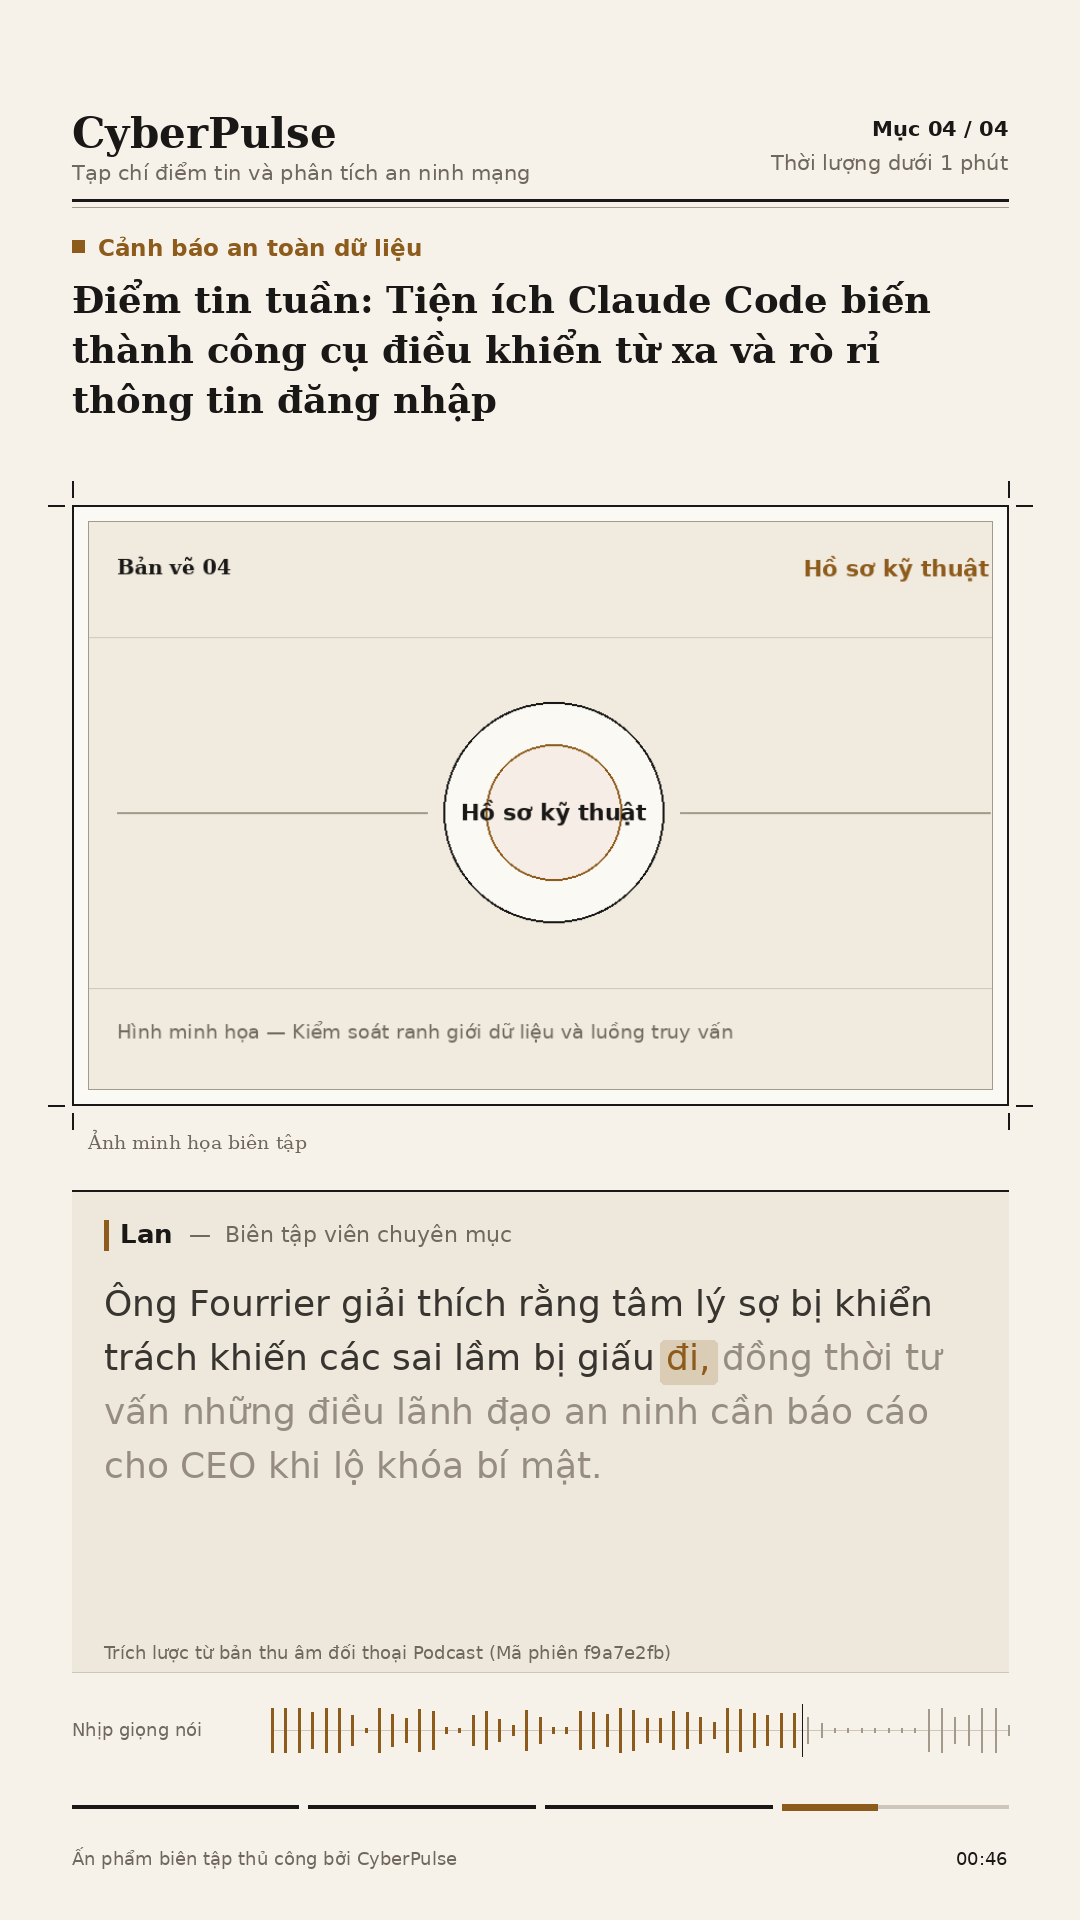 CyberPulse
Mục 04 / 04
Tạp chí điểm tin và phân tích an ninh mạng
Thời lượng dưới 1 phút
Cảnh báo an toàn dữ liệu
Điểm tin tuần: Tiện ích Claude Code biến
thành công cụ điều khiển từ xa và rò rỉ
thông tin đăng nhập
Bản vẽ 04
Hồ sơ kỹ thuật
Hồ sơ kỹ thuật
Hình minh họa — Kiểm soát ranh giới dữ liệu và luồng truy vấn
Ảnh minh họa biên tập
Lan — Biên tập viên chuyên mục
Ông Fourrier giải thích rằng tâm lý sợ bị khiển
trách khiến các sai lầm bị giấu đi, đồng thời tư
vấn những điều lãnh đạo an ninh cần báo cáo
cho CEO khi lộ khóa bí mật.
Trích lược từ bản thu âm đối thoại Podcast (Mã phiên f9a7e2fb)
Nhịp giọng nói
Ấn phẩm biên tập thủ công bởi CyberPulse
00:46